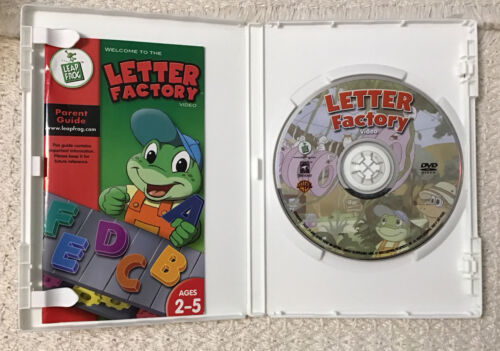 LEAP
FROG
WELCOME TO THE
LETTER
FACTORY
VIDEO
Parent
Guide
www.leapfrog.com
This guide contains
important information.
Please keep it for
future reference.
F
E
D
C
B
A
AGES
2-5
LETTER
Factory
video
DVD
VIDEO